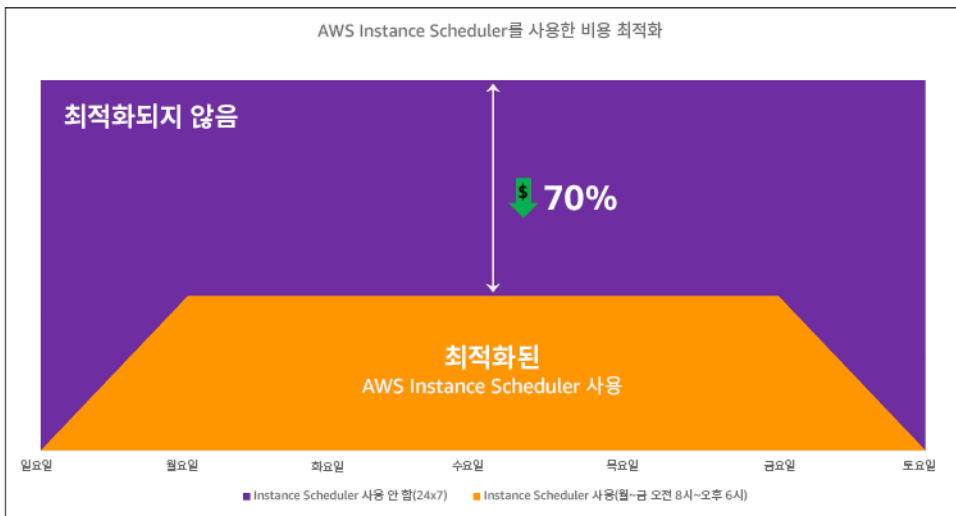 AWS Instance Scheduler를 사용한 비용 최적화
최적화되지 않음
$ 70%
최적화된
AWS Instance Scheduler 사용
일요일 월요일 화요일 수요일 목요일 금요일 토요일
Instance Scheduler 사용 안 함(24x7) Instance Scheduler 사용(월~금 오전 8시~오후 6시)